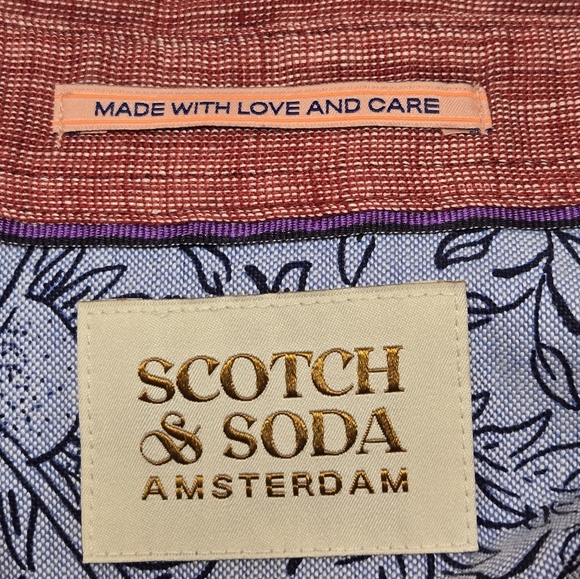 MADE WITH LOVE AND CARE
SCOTCH
& SODA
AMSTERDAM